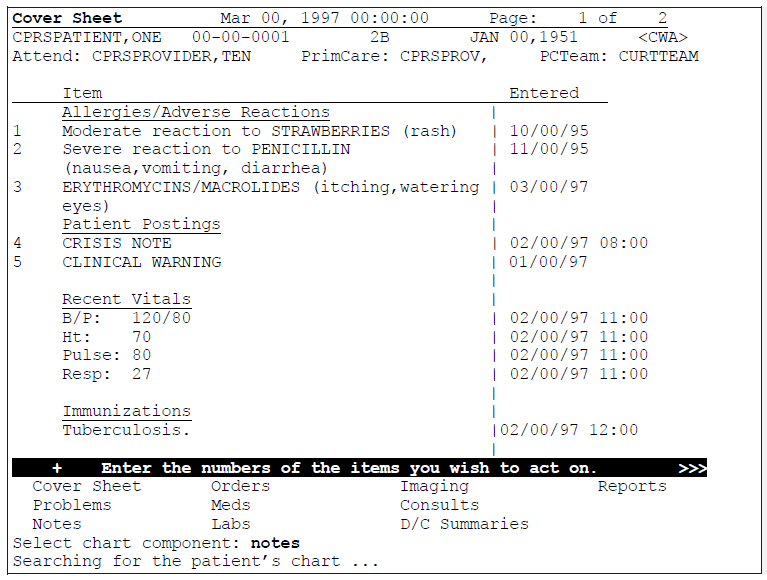 Cover Sheet Mar 00, 1997 00:00:00 Page: 1 of 2
CPRSPATIENT,ONE 00-00-0001 2B JAN 00,1951 <CWA>
Attend: CPRSPROVIDER,TEN PrimCare: CPRSPROV, PCTeam: CURTTEAM
Item Entered
Allergies/Adverse Reactions |
1 Moderate reaction to STRAWBERRIES (rash) | 10/00/95
2 Severe reaction to PENICILLIN | 11/00/95
(nausea,vomiting, diarrhea) |
3 ERYTHROMYCINS/MACROLIDES (itching,watering | 03/00/97
eyes) |
Patient Postings |
4 CRISIS NOTE | 02/00/97 08:00
5 CLINICAL WARNING | 01/00/97
|
Recent Vitals |
B/P: 120/80 | 02/00/97 11:00
Ht: 70 | 02/00/97 11:00
Pulse: 80 | 02/00/97 11:00
Resp: 27 | 02/00/97 11:00
|
Immunizations |
Tuberculosis. |02/00/97 12:00
|
+ Enter the numbers of the items you wish to act on. >>>
Cover Sheet Orders Imaging Reports
Problems Meds Consults
Notes Labs D/C Summaries
Select chart component: notes
Searching for the patient's chart ...